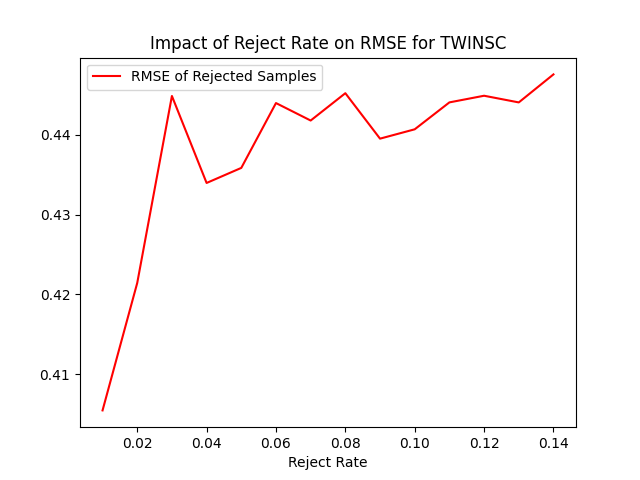 Impact of Reject Rate on RMSE for TWINSC
RMSE of Rejected Samples
0.44
0.43
0.42
0.41
0.02 0.04 0.06 0.08 0.10 0.12 0.14
Reject Rate